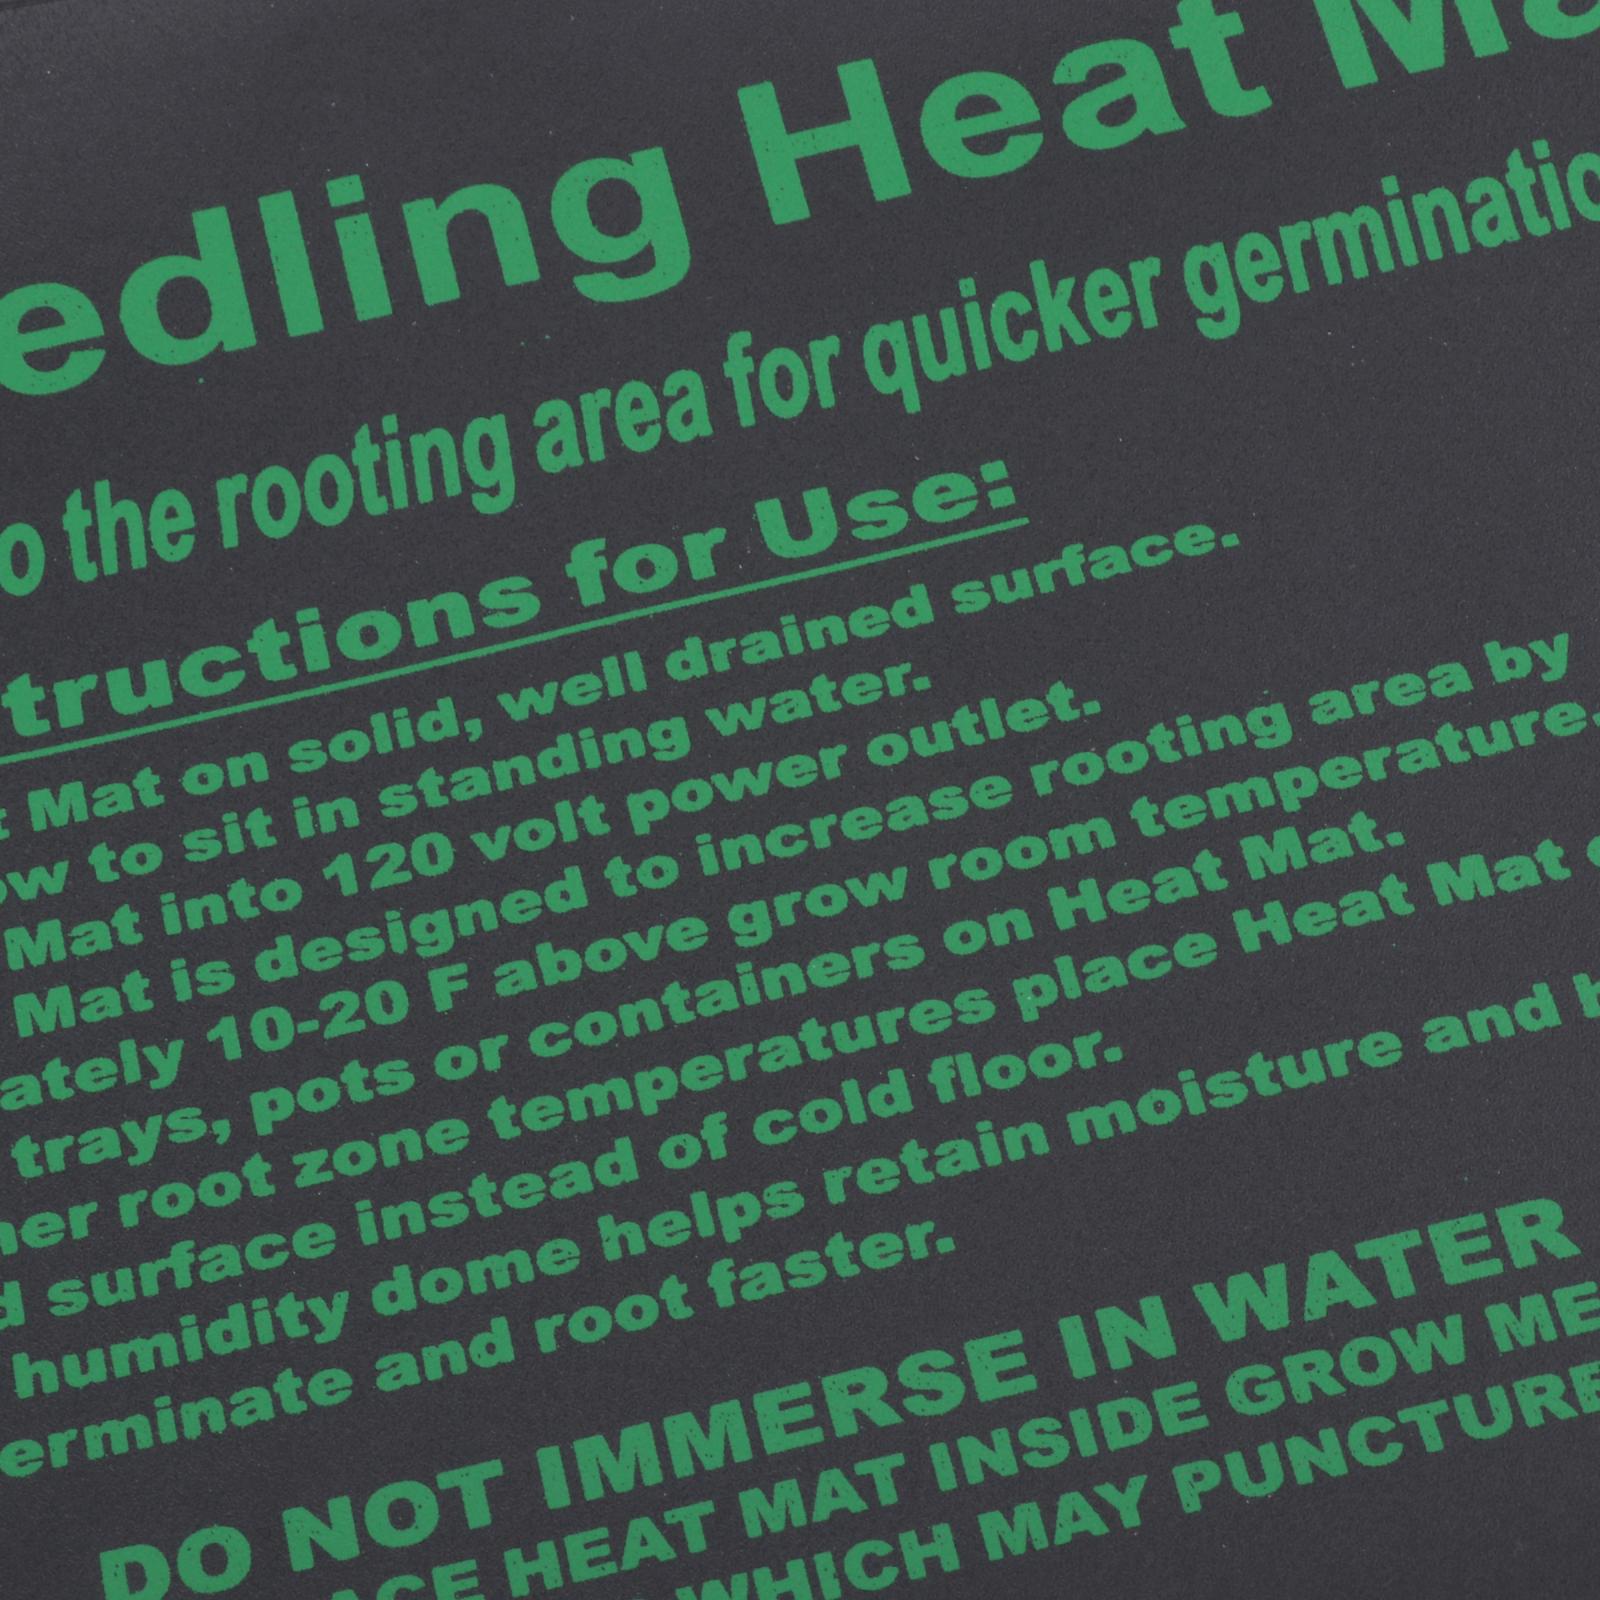 edling Heat Ma
o the rooting area for quicker germinatio
tructions for Use:
t Mat on solid, well drained surface.
ow to sit in standing water.
Mat into 120 volt power outlet.
Mat is designed to increase rooting area by
ately 10-20 F above grow room temperature.
trays, pots or containers on Heat Mat.
her root zone temperatures place Heat Mat o
d surface instead of cold floor.
humidity dome helps retain moisture and h
erminate and root faster.
DO NOT IMMERSE IN WATER
ACE HEAT MAT INSIDE GROW ME
WHICH MAY PUNCTURE